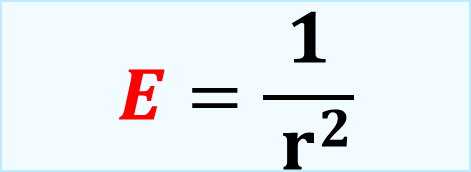 E = 1/r²